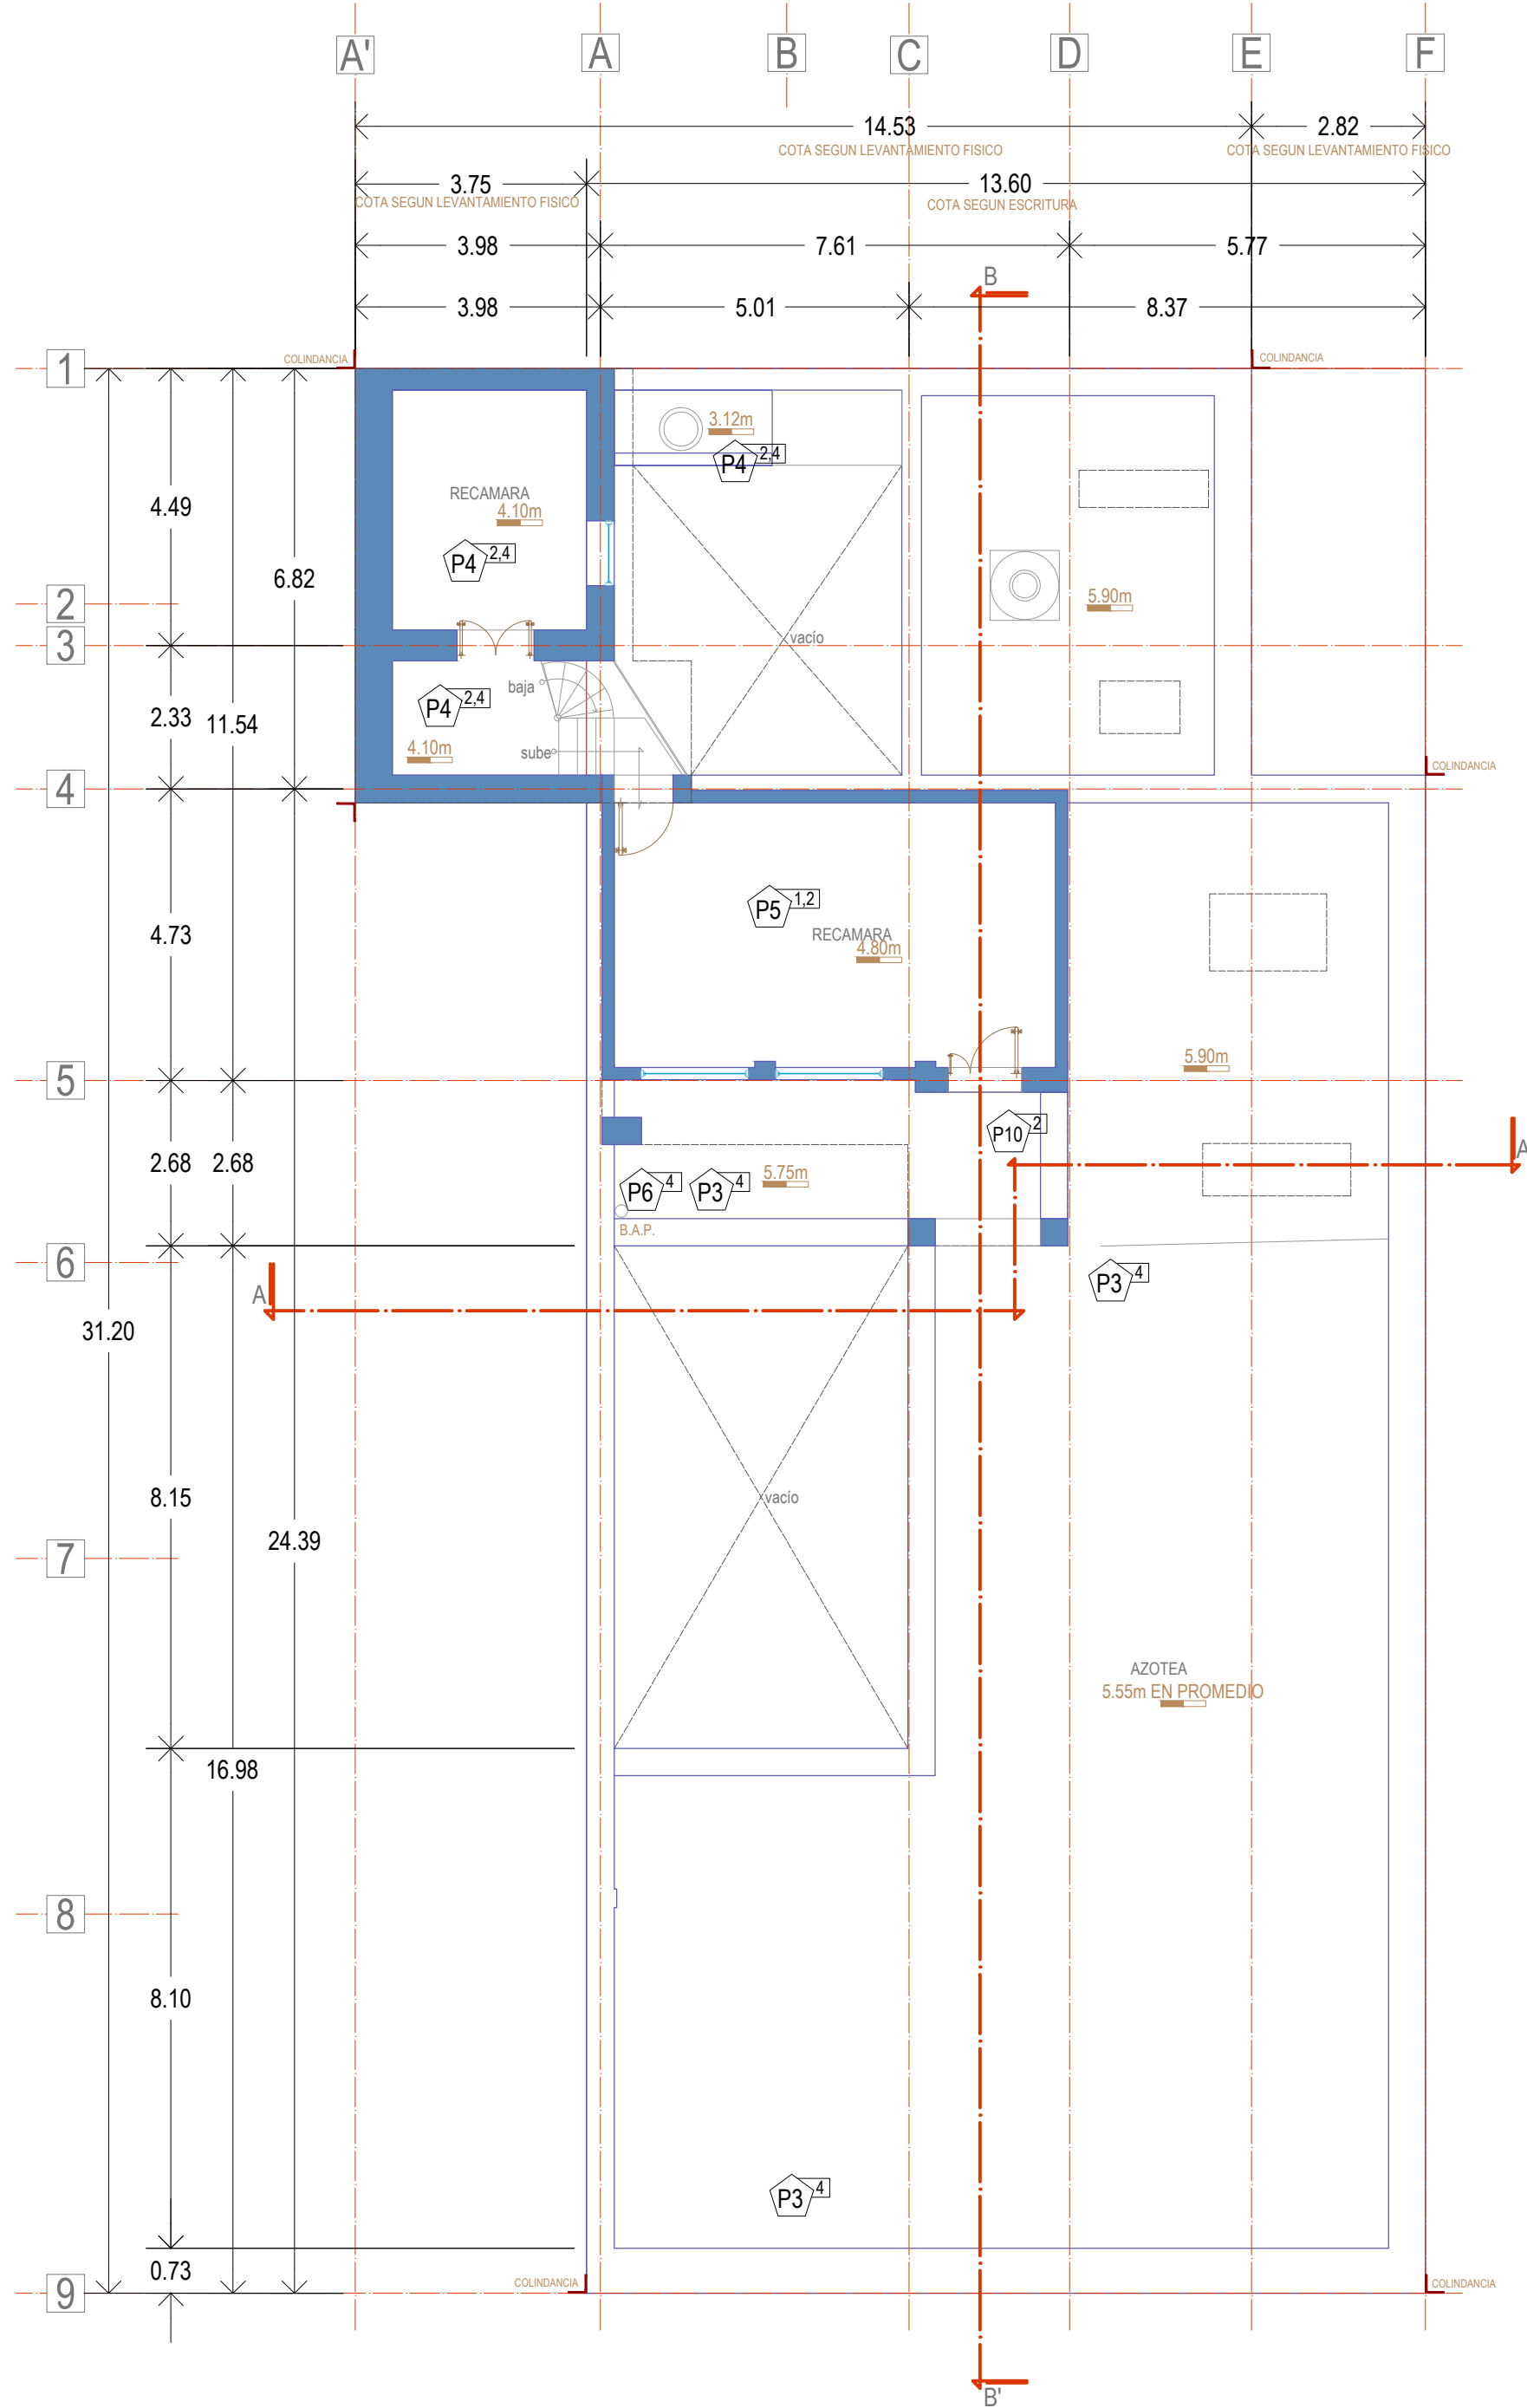 A'
A
B
C
D
E
F
14.53
2.82
COTA SEGUN LEVANTAMIENTO FISICO
COTA SEGUN LEVANTAMIENTO FISICO
3.75
13.60
COTA SEGUN LEVANTAMIENTO FISICO
COTA SEGUN ESCRITURA
3.98
7.61
5.77
B
3.98
5.01
8.37
1
COLINDANCIA
COLINDANCIA
3.12m
P4 2,4
RECAMARA
4.10m
4.49
P4 2,4
6.82
5.90m
2
3
vacío
baja
P4 2,4
2.33
11.54
4.10m
sube
COLINDANCIA
4
P5 1,2
4.73
RECAMARA
4.80m
5.90m
5
P10 2
A
2.68
2.68
5.75m
P6 4
P3 4
B.A.P.
6
P3 4
A
31.20
8.15
vacío
24.39
7
AZOTEA
5.55m EN PROMEDIO
16.98
8
8.10
P3 4
0.73
9
COLINDANCIA
COLINDANCIA
B'